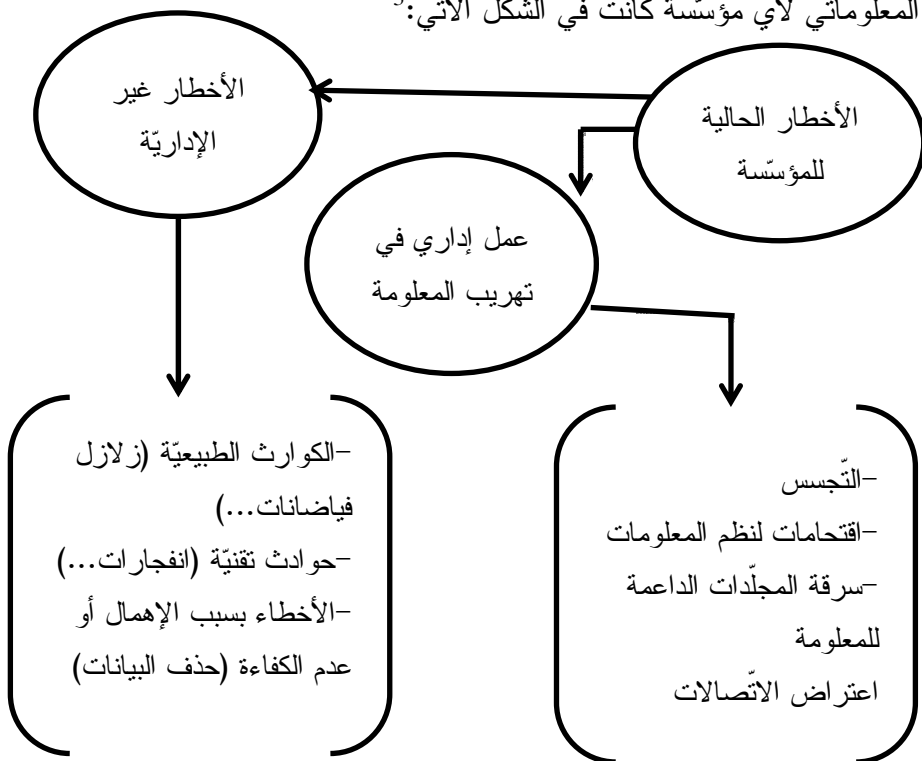 المعلوماتي لأي مؤسّسة كانت في الشكل الآتي:
الأخطار الحالية
للمؤسّسة
الأخطار غير
الإداريّة
عمل إداري في
تهريب المعلومة
-التّجسس
-اقتحامات لنظم المعلومات
-سرقة المجلّدات الداعمة
للمعلومة
اعتراض الاتّصالات
-الكوارث الطبيعيّة (زلازل
فياضانات...)
-حوادث تقنيّة (انفجارات...)
-الأخطاء بسبب الإهمال أو
عدم الكفاءة (حذف البيانات)